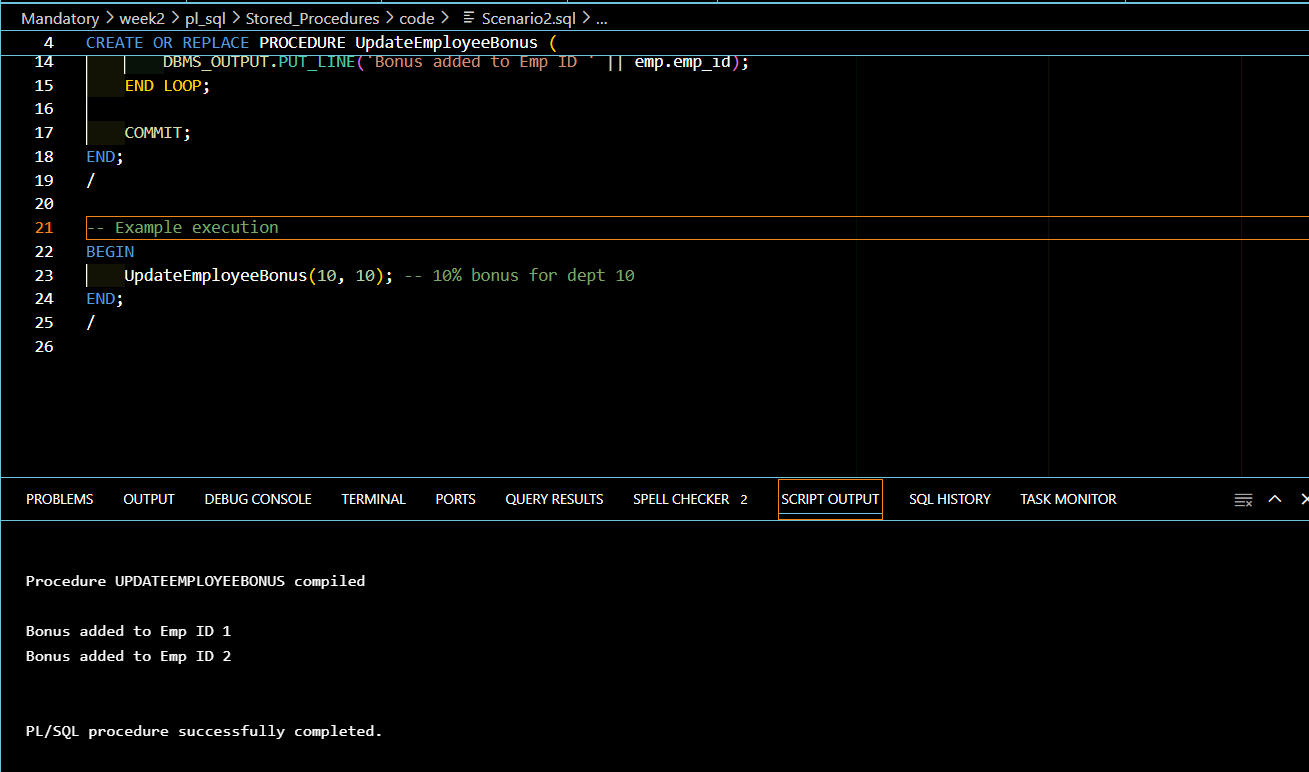 Mandatory > week2 > pl_sql > Stored_Procedures > code > Scenario2.sql > ...
4 CREATE OR REPLACE PROCEDURE UpdateEmployeeBonus (
14 DBMS_OUTPUT.PUT_LINE('Bonus added to Emp ID ' || emp.emp_id);
15 END LOOP;
16
17 COMMIT;
18 END;
19 /
20
21 -- Example execution
22 BEGIN
23 UpdateEmployeeBonus(10, 10); -- 10% bonus for dept 10
24 END;
25 /
26
PROBLEMS OUTPUT DEBUG CONSOLE TERMINAL PORTS QUERY RESULTS SPELL CHECKER 2 SCRIPT OUTPUT SQL HISTORY TASK MONITOR
Procedure UPDATEEMPLOYEEBONUS compiled
Bonus added to Emp ID 1
Bonus added to Emp ID 2
PL/SQL procedure successfully completed.